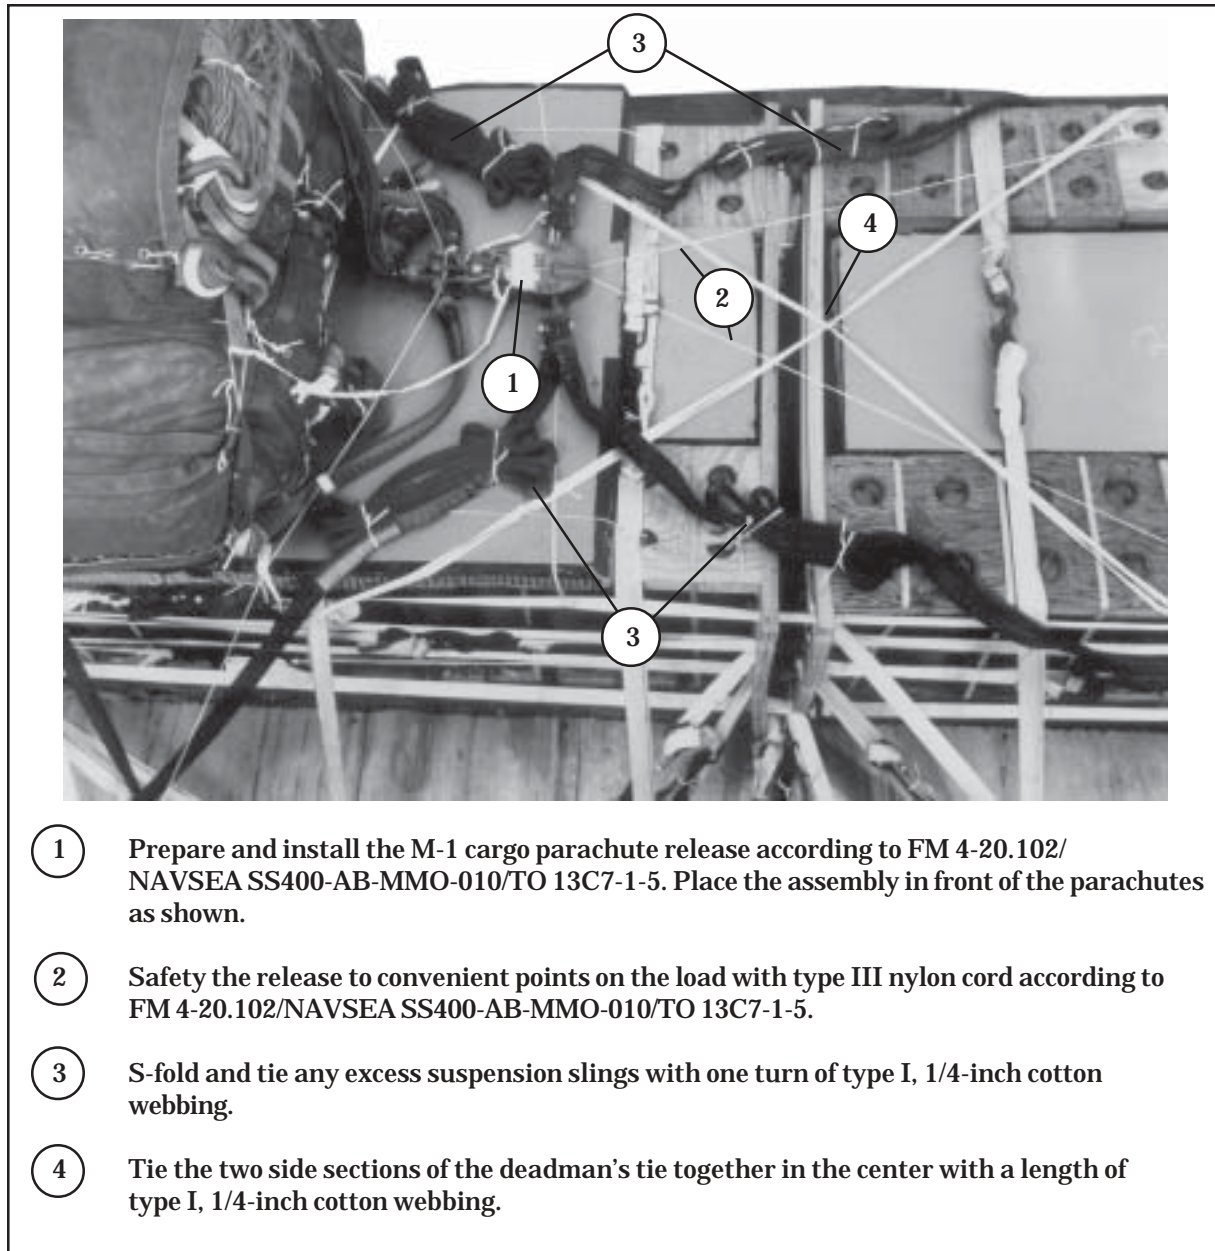 3
4
2
1
3
1 Prepare and install the M-1 cargo parachute release according to FM 4-20.102/
NAVSEA SS400-AB-MMO-010/TO 13C7-1-5. Place the assembly in front of the parachutes
as shown.
2 Safety the release to convenient points on the load with type III nylon cord according to
FM 4-20.102/NAVSEA SS400-AB-MMO-010/TO 13C7-1-5.
3 S-fold and tie any excess suspension slings with one turn of type I, 1/4-inch cotton
webbing.
4 Tie the two side sections of the deadman's tie together in the center with a length of
type I, 1/4-inch cotton webbing.